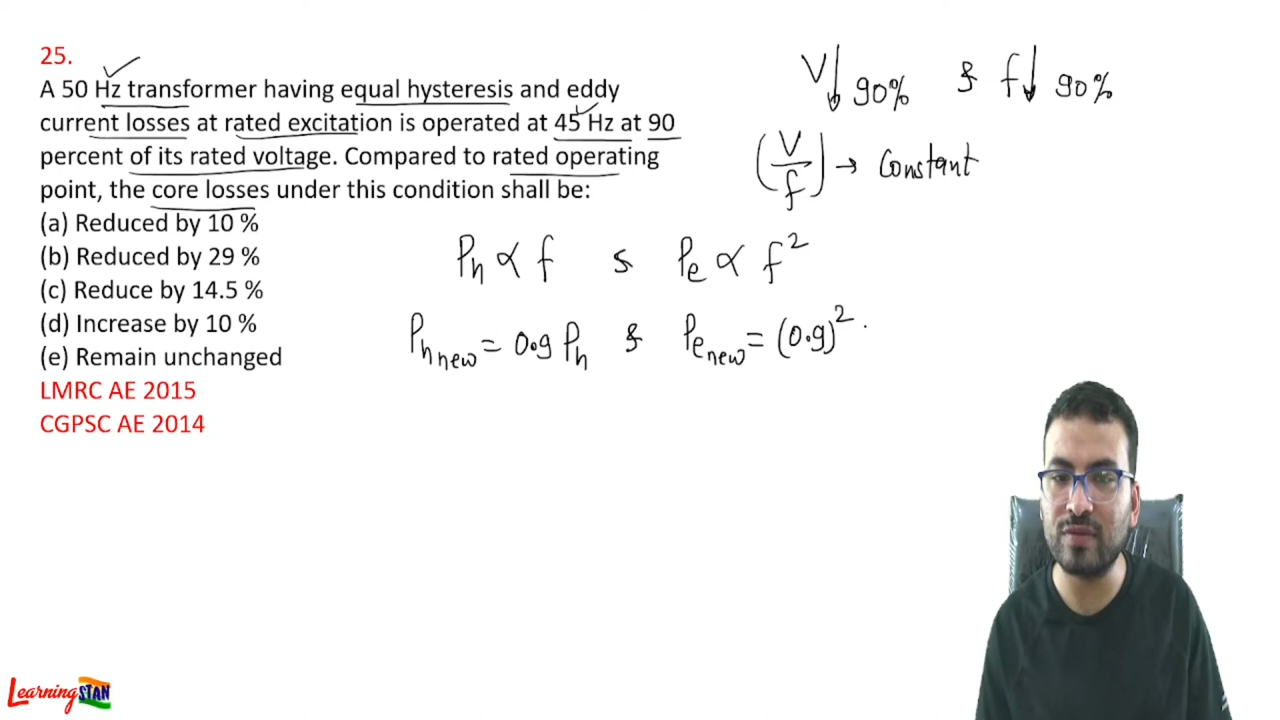 25.
A 50 Hz transformer having equal hysteresis and eddy
current losses at rated excitation is operated at 45 Hz at 90
percent of its rated voltage. Compared to rated operating
point, the core losses under this condition shall be:
(a) Reduced by 10 %
(b) Reduced by 29 %
(c) Reduce by 14.5 %
(d) Increase by 10 %
(e) Remain unchanged
LMRC AE 2015
CGPSC AE 2014
V↓ 90% & f↓ 90%
(V/f) → Constant
Ph ∝ f & Pe ∝ f²
Ph new = 0.9 Ph & Pe new = (0.9)² .
LearningSTAN